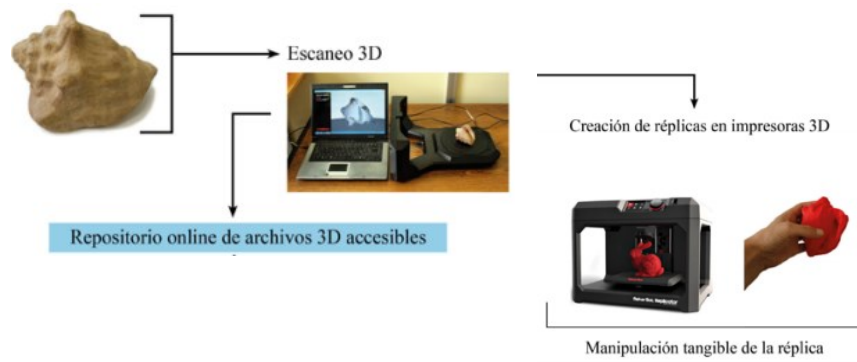 Escaneo 3D
Creación de réplicas en impresoras 3D
Repositorio online de archivos 3D accesibles
Manipulación tangible de la réplica